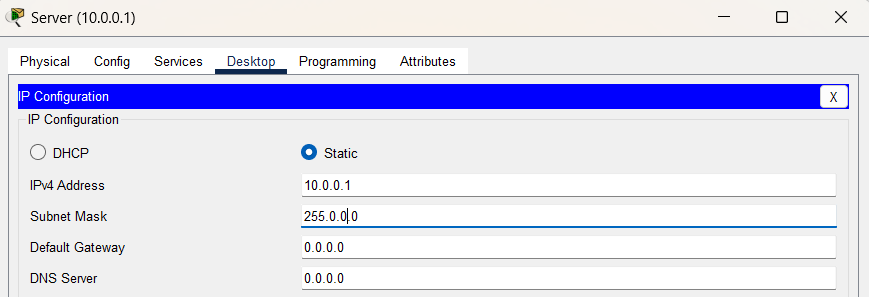 Server (10.0.0.1)
Physical Config Services Desktop Programming Attributes
IP Configuration X
IP Configuration
DHCP Static
IPv4 Address 10.0.0.1
Subnet Mask 255.0.0.0
Default Gateway 0.0.0.0
DNS Server 0.0.0.0